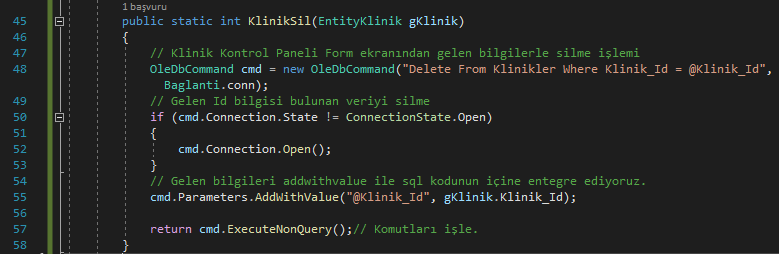 1 başvuru
45 public static int KlinikSil(EntityKlinik gKlinik)
46 {
47 // Klinik Kontrol Paneli Form ekranından gelen bilgilerle silme işlemi
48 OleDbCommand cmd = new OleDbCommand("Delete From Klinikler Where Klinik_Id = @Klinik_Id",
Baglanti.conn);
49 // Gelen Id bilgisi bulunan veriyi silme
50 if (cmd.Connection.State != ConnectionState.Open)
51 {
52 cmd.Connection.Open();
53 }
54 // Gelen bilgileri addwithvalue ile sql kodunun içine entegre ediyoruz.
55 cmd.Parameters.AddWithValue("@Klinik_Id", gKlinik.Klinik_Id);
56
57 return cmd.ExecuteNonQuery();// Komutları işle.
58 }